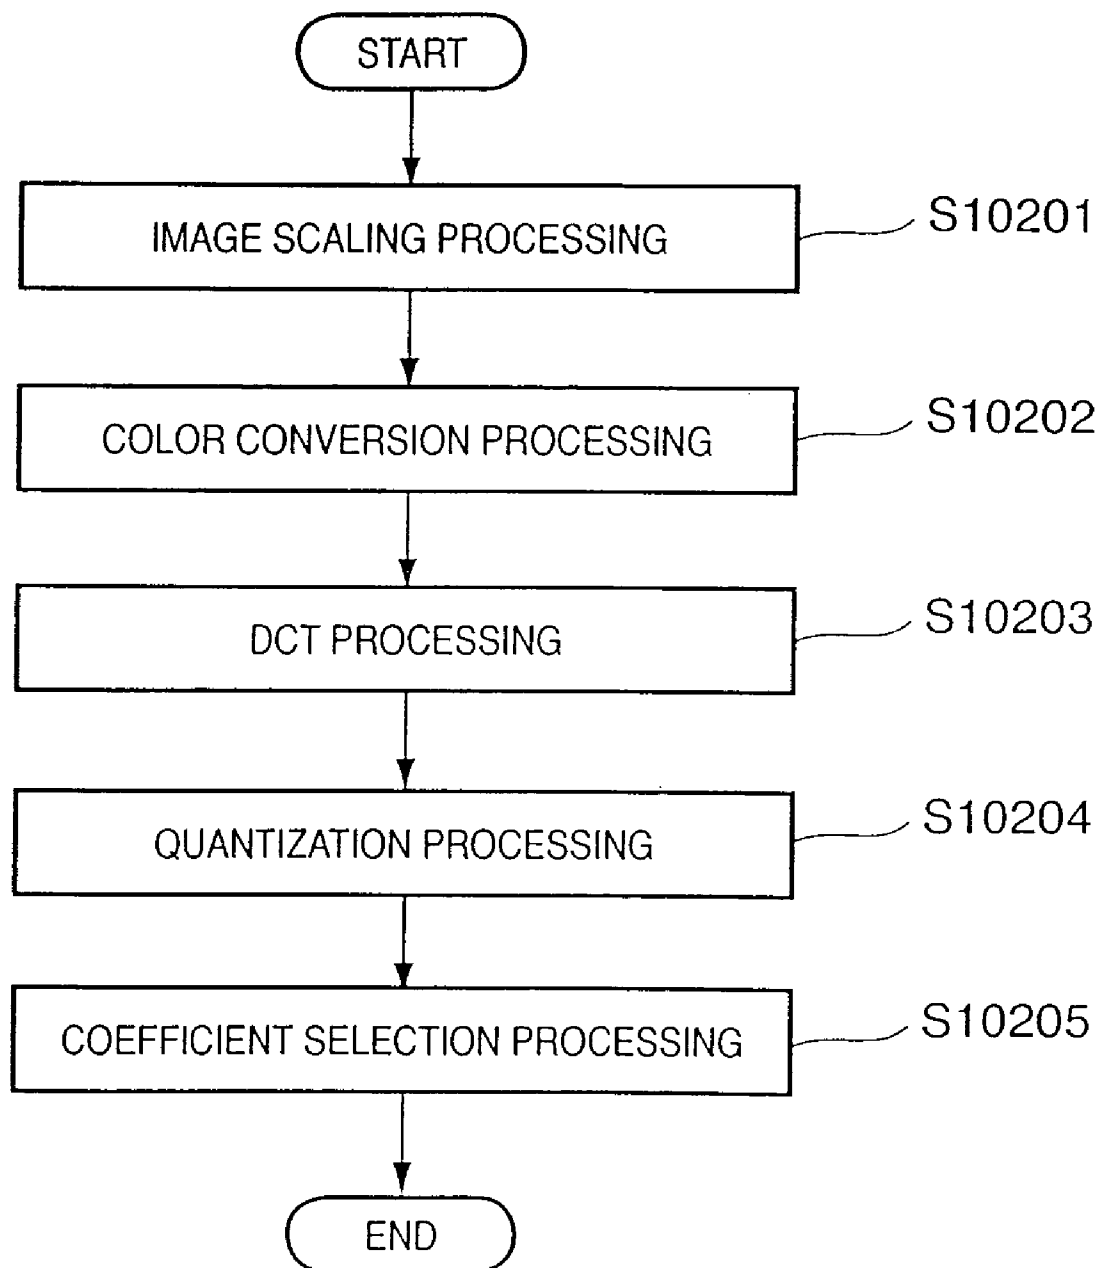 START
IMAGE SCALING PROCESSING
S10201
COLOR CONVERSION PROCESSING
S10202
DCT PROCESSING
S10203
QUANTIZATION PROCESSING
S10204
COEFFICIENT SELECTION PROCESSING
S10205
END